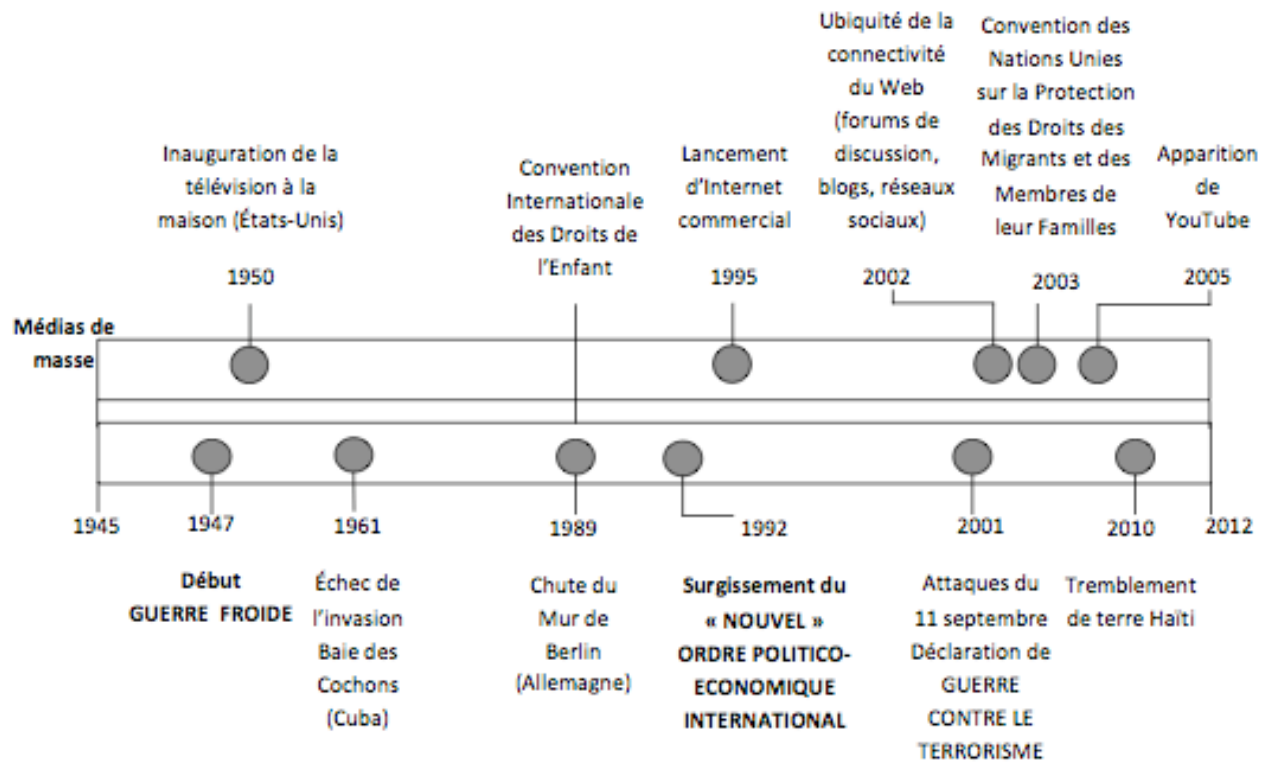 Inauguration de la
télévision à la
maison (États-Unis)
1950
Convention
Internationale
des Droits de
l'Enfant
Lancement
d'Internet
commercial
1995
Ubiquité de la
connectivité
du Web
(forums de
discussion,
blogs, réseaux
sociaux)
2002
Convention des
Nations Unies
sur la Protection
des Droits des
Migrants et des
Membres de
leur Familles
2003
Apparition
de
YouTube
2005
Médias de
masse
1945
1947
Début
GUERRE FROIDE
1961
Échec de
l'invasion
Baie des
Cochons
(Cuba)
1989
Chute du
Mur de
Berlin
(Allemagne)
1992
Surgissement du
« NOUVEL »
ORDRE POLITICO-
ECONOMIQUE
INTERNATIONAL
2001
Attaques du
11 septembre
Déclaration de
GUERRE
CONTRE LE
TERRORISME
2010
Tremblement
de terre Haïti
2012